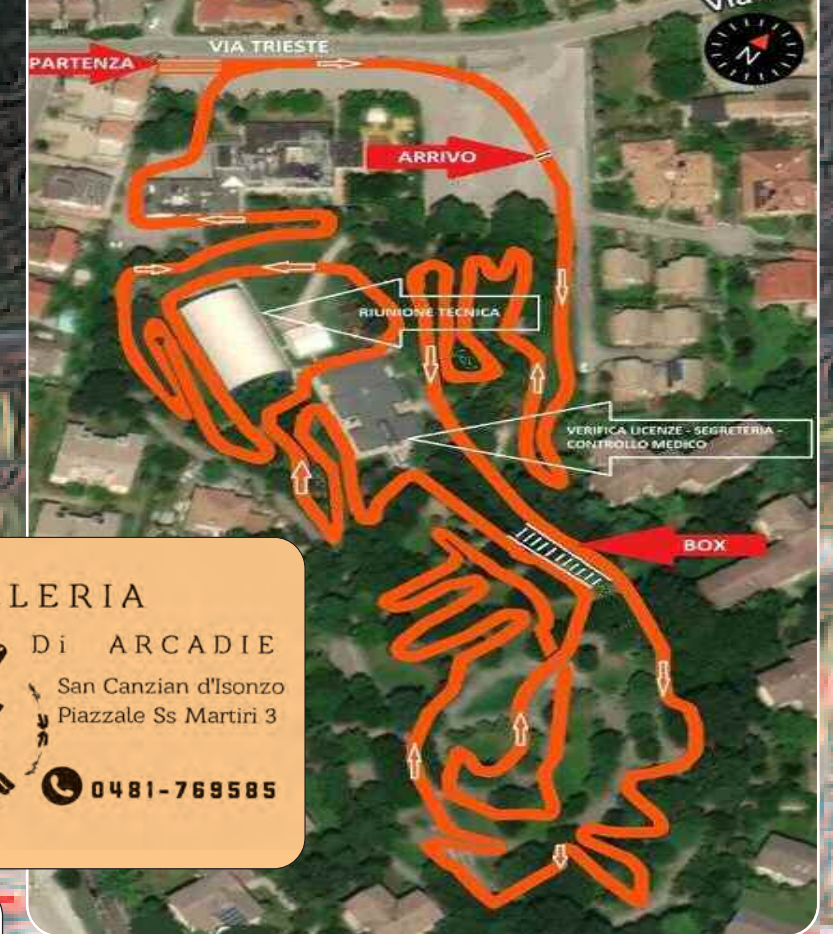 VIA TRIESTE
PARTENZA
N
ARRIVO
RIUNIONE TECNICA
VERIFICA LICENZE - SEGRETERIA -
CONTROLLO MEDICO
BOX
LERIA
Di ARCADIE
San Canzian d'Isonzo
Piazzale Ss Martiri 3
0481-769585